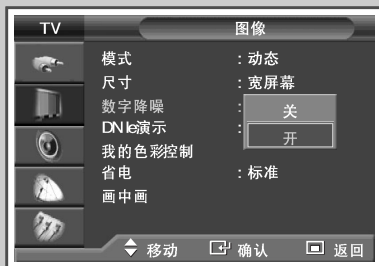 TV 图像
模式 : 动态
尺寸 : 宽屏幕
数字降噪 : 关
DNIe演示 : 开
我的色彩控制
省电 : 标准
画中画
移动 确认 返回